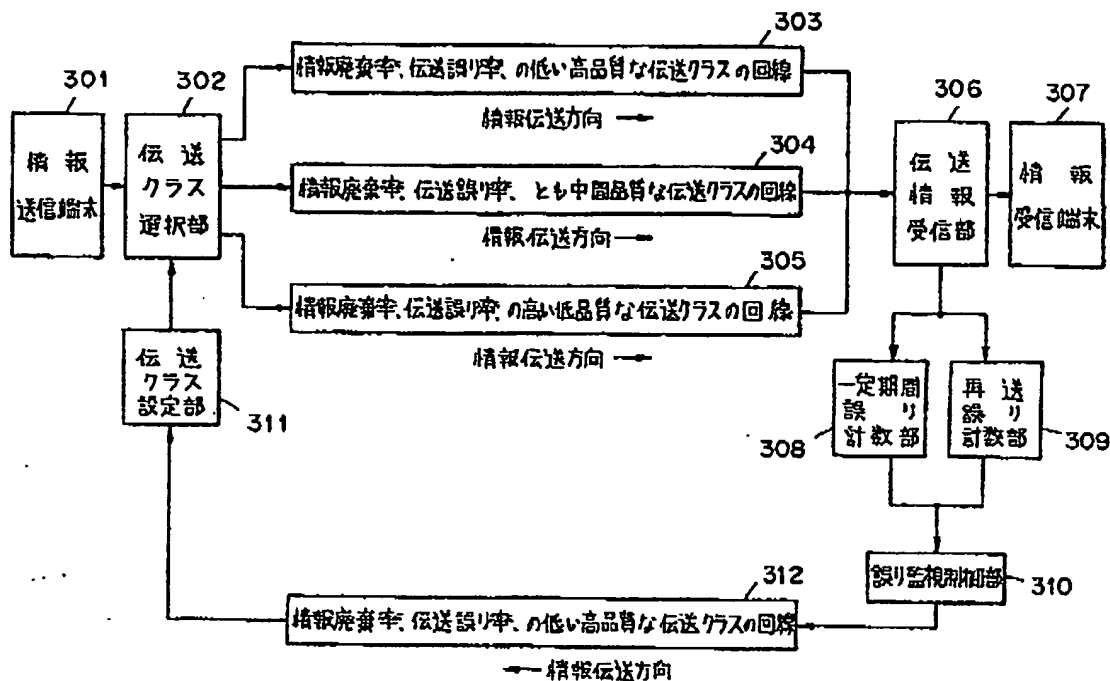 303
情報廃棄率、伝送誤り率、の低い高品質な伝送クラスの回線
情報伝送方向 →
301
情報
送信端末
302
伝送
クラス
選択部
304
情報廃棄率、伝送誤り率、とも中間品質な伝送クラスの回線
情報伝送方向 →
306
伝送
情報
受信部
307
情報
受信端末
305
情報廃棄率、伝送誤り率、の高い低品質な伝送クラスの回線
情報伝送方向 →
伝送
クラス
設定部
311
一定期間
誤り
計数部
308
再送
誤り
計数部
309
誤り監視制御部
310
312
情報廃棄率、伝送誤り率、の低い高品質な伝送クラスの回線
← 情報伝送方向